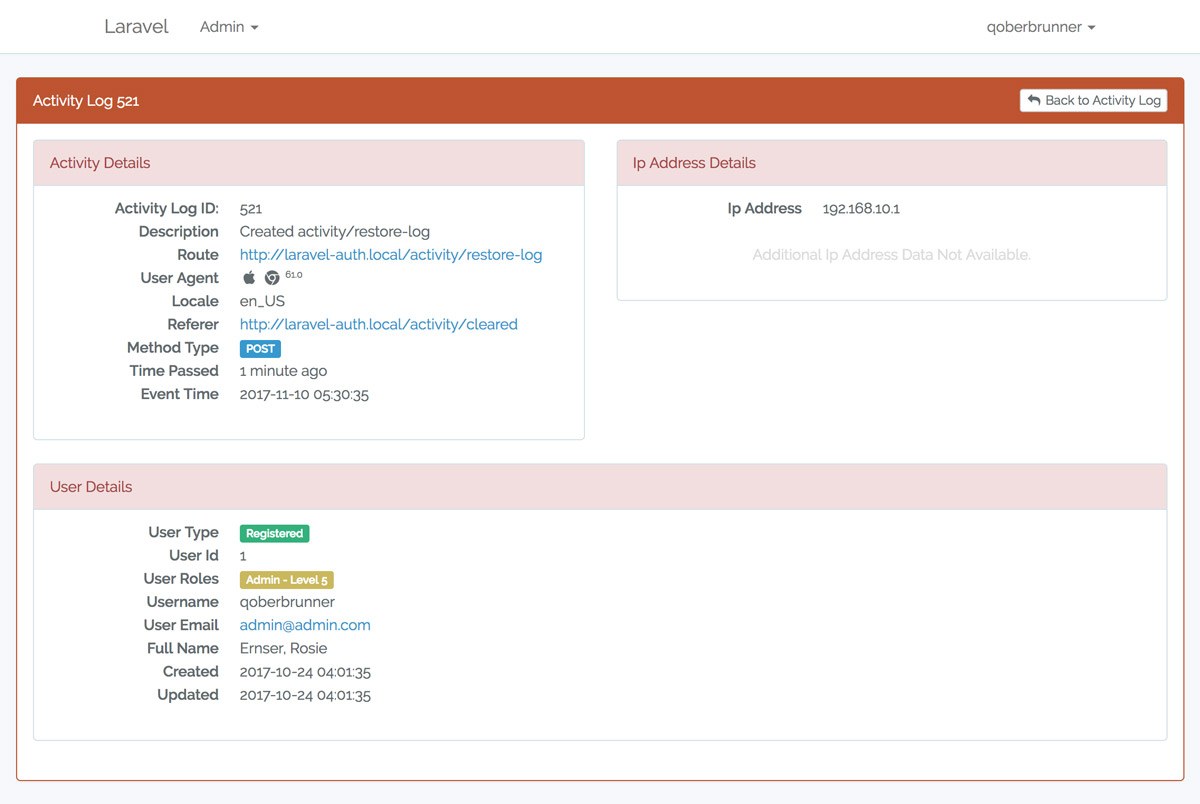 Laravel Admin qoberbrunner
Activity Log 521 Back to Activity Log
Activity Details
Activity Log ID: 521
Description Created activity/restore-log
Route http://laravel-auth.local/activity/restore-log
User Agent 61.0
Locale en_US
Referer http://laravel-auth.local/activity/cleared
Method Type POST
Time Passed 1 minute ago
Event Time 2017-11-10 05:30:35
Ip Address Details
Ip Address 192.168.10.1
Additional Ip Address Data Not Available.
User Details
User Type Registered
User Id 1
User Roles Admin - Level 5
Username qoberbrunner
User Email admin@admin.com
Full Name Ernser, Rosie
Created 2017-10-24 04:01:35
Updated 2017-10-24 04:01:35